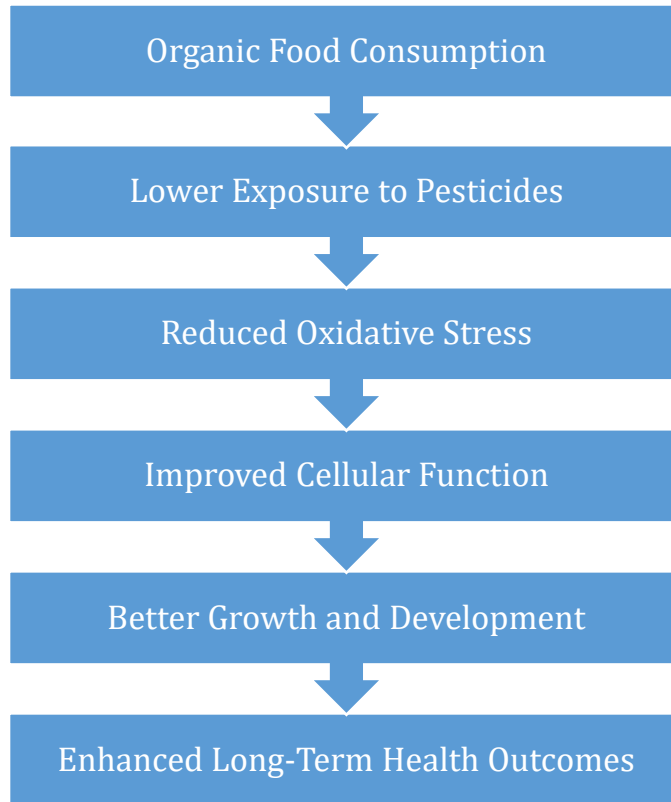 Organic Food Consumption
Lower Exposure to Pesticides
Reduced Oxidative Stress
Improved Cellular Function
Better Growth and Development
Enhanced Long-Term Health Outcomes